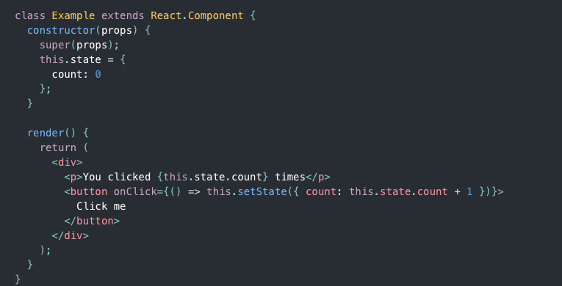 class Example extends React.Component {
  constructor(props) {
    super(props);
    this.state = {
      count: 0
    };
  }

  render() {
    return (
      <div>
        <p>You clicked {this.state.count} times</p>
        <button onClick={() => this.setState({ count: this.state.count + 1 })}>
          Click me
        </button>
      </div>
    );
  }
}